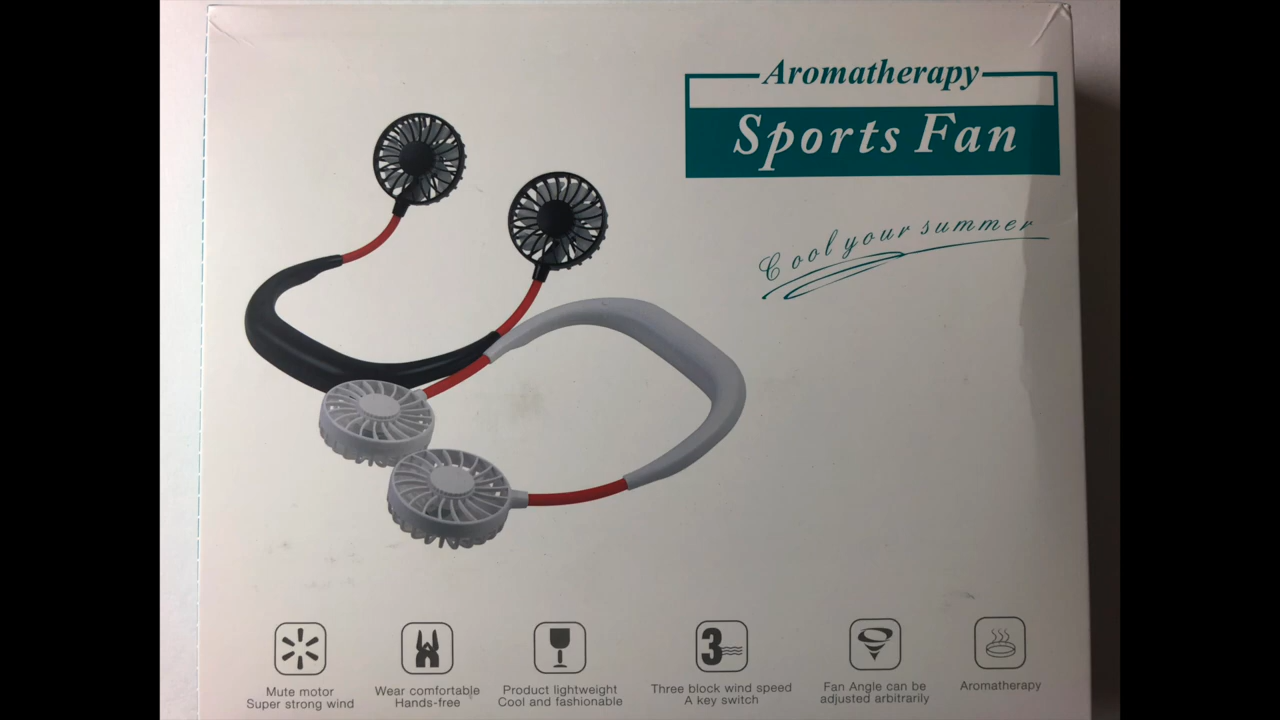 Aromatherapy
Sports Fan
Cool your summer
3
Mute motor
Super strong wind
Wear comfortable
Hands-free
Product lightweight
Cool and fashionable
Three block wind speed
A key switch
Fan Angle can be
adjusted arbitrarily
Aromatherapy